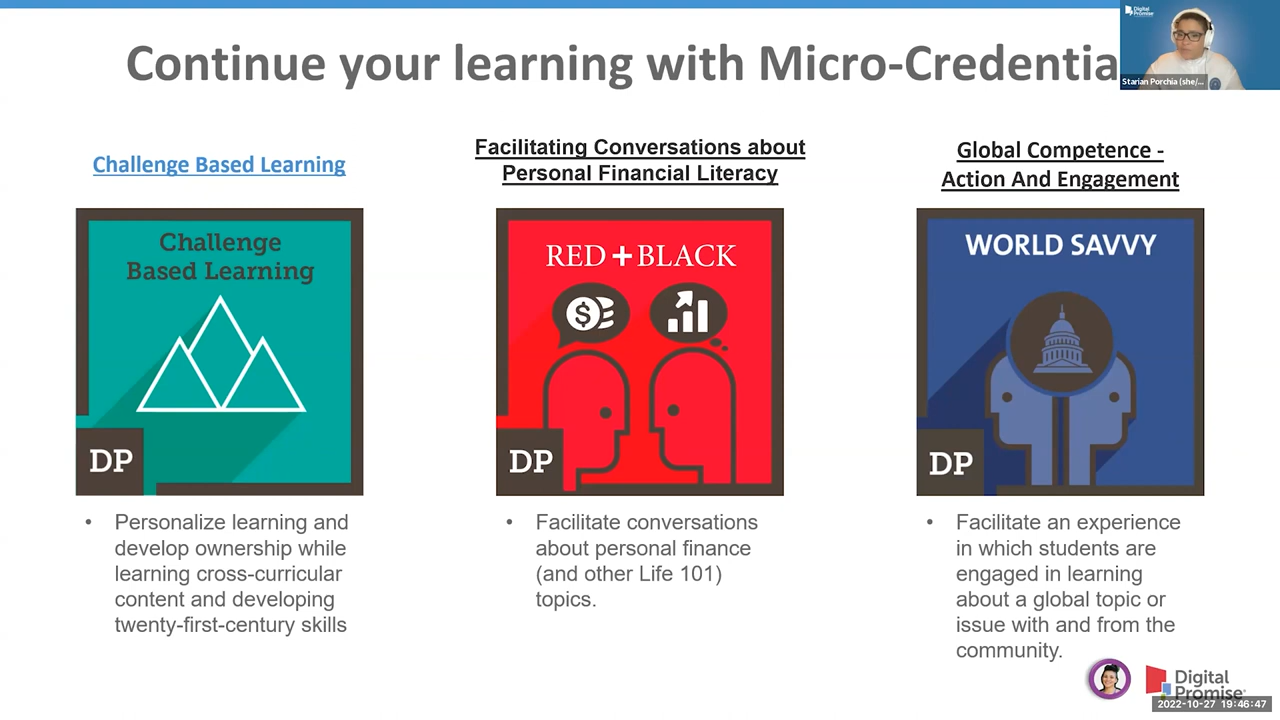 Continue your learning with Micro-Credentia
Digital
Promise
Starian Porchia (she/...
Challenge Based Learning
Facilitating Conversations about
Personal Financial Literacy
Global Competence -
Action And Engagement
Challenge
Based Learning
DP
RED+BLACK
$
DP
WORLD SAVVY
DP
• Personalize learning and
develop ownership while
learning cross-curricular
content and developing
twenty-first-century skills
• Facilitate conversations
about personal finance
(and other Life 101)
topics.
• Facilitate an experience
in which students are
engaged in learning
about a global topic or
issue with and from the
community.
Digital
Promise
2022-10-27 19:46:47